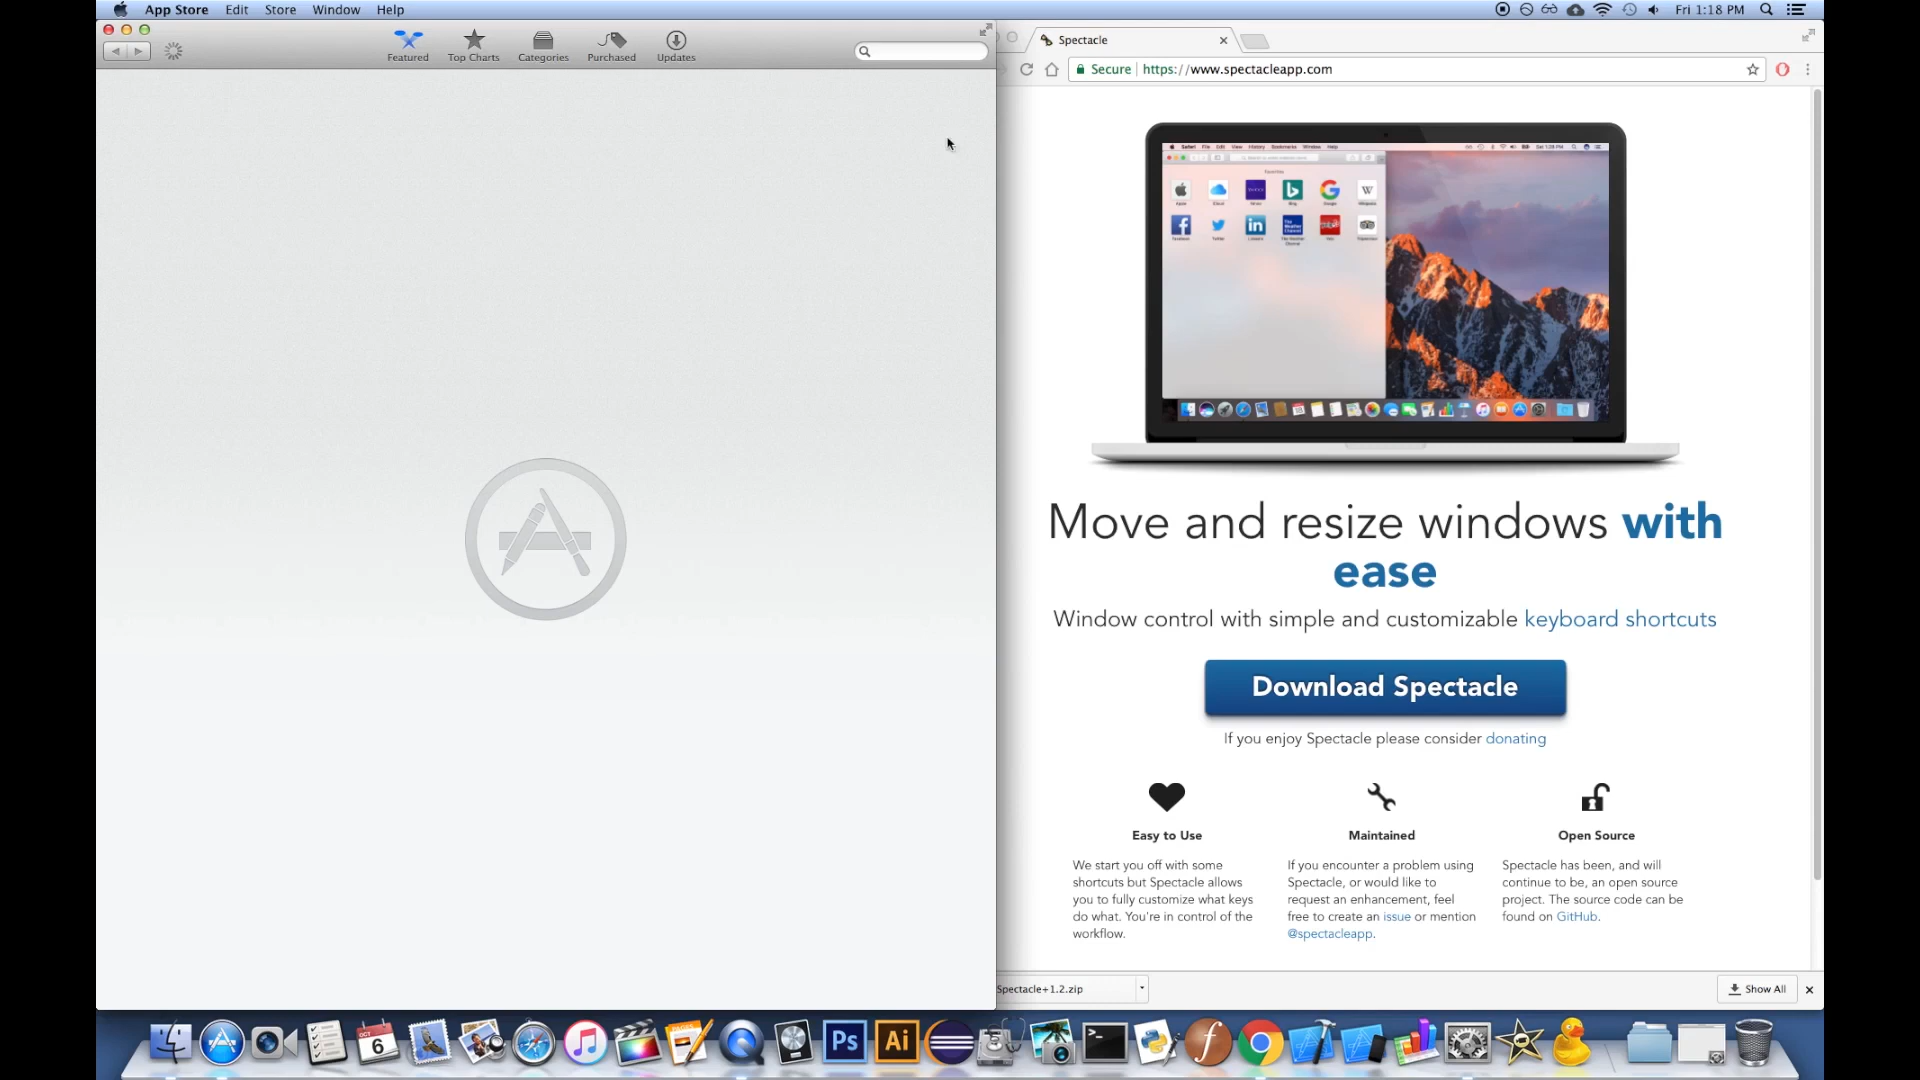 App Store Edit Store Window Help
Fri 1:18 PM
Featured Top Charts Categories Purchased Updates
Spectacle
Secure https://www.spectacleapp.com
Move and resize windows with
ease
Window control with simple and customizable keyboard shortcuts
Download Spectacle
If you enjoy Spectacle please consider donating
Easy to Use
We start you off with some
shortcuts but Spectacle allows
you to fully customize what keys
do what. You're in control of the
workflow.
Maintained
If you encounter a problem using
Spectacle, or would like to
request an enhancement, feel
free to create an issue or mention
@spectacleapp.
Open Source
Spectacle has been, and will
continue to be, an open source
project. The source code can be
found on GitHub.
Spectacle+1.2.zip
Show All
OCT
6
PAGES
Ps
Ai